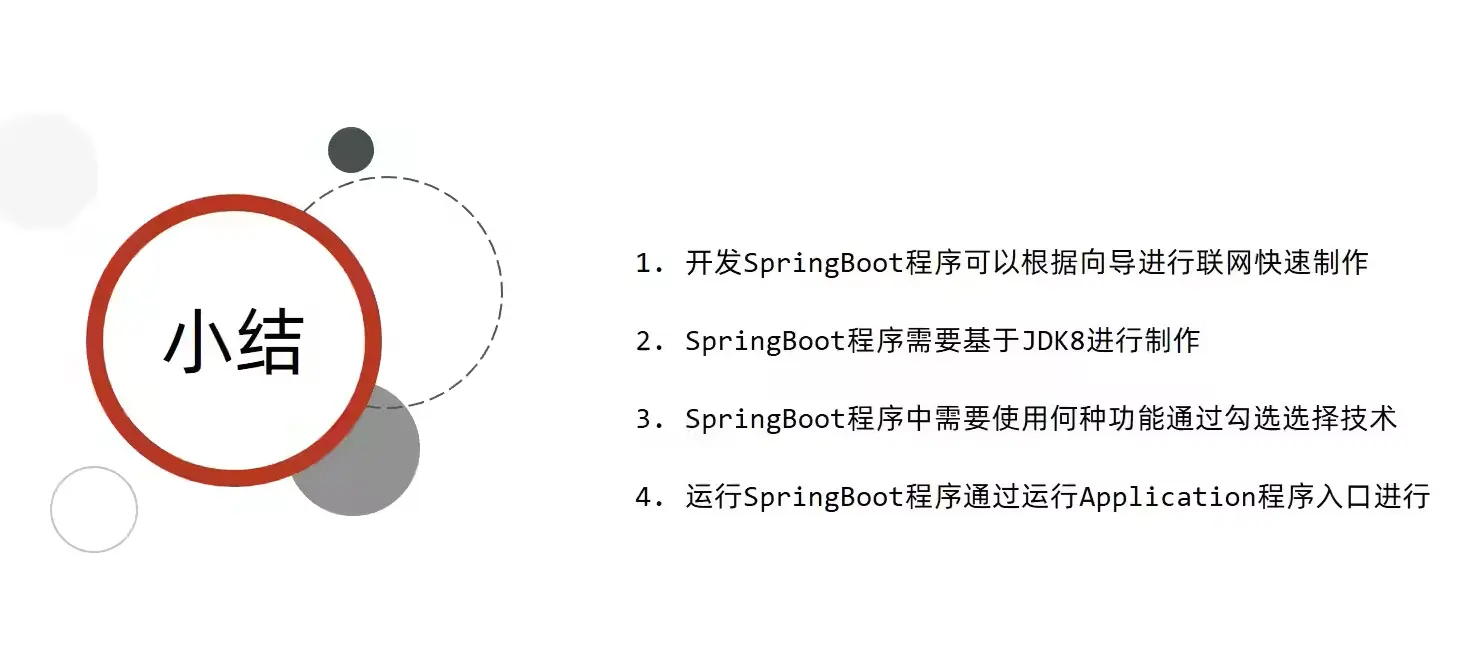 小结
1. 开发SpringBoot程序可以根据向导进行联网快速制作
2. SpringBoot程序需要基于JDK8进行制作
3. SpringBoot程序中需要使用何种功能通过勾选选择技术
4. 运行SpringBoot程序通过运行Application程序入口进行